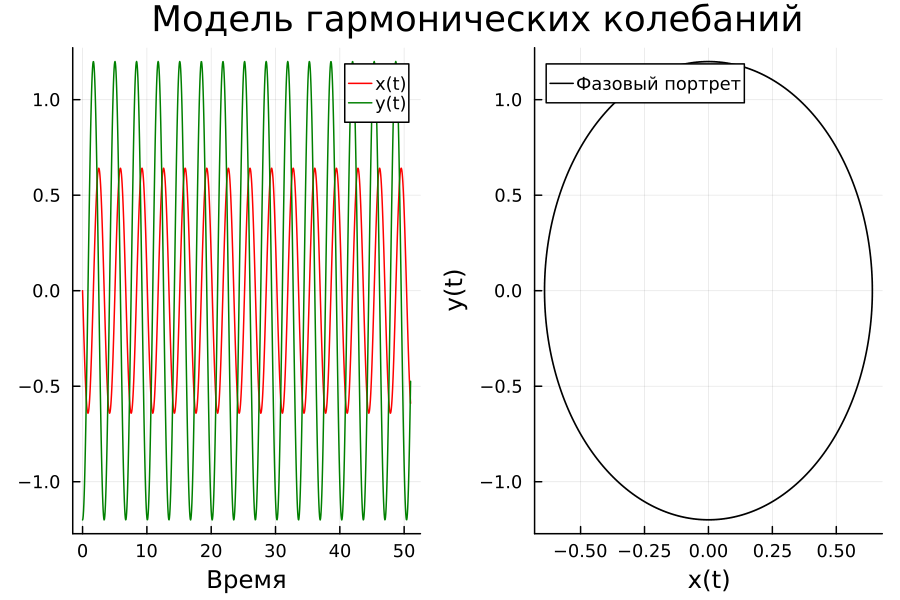 Модель гармонических колебаний
x(t)
y(t)
1.0
0.5
0.0
−0.5
−1.0
0 10 20 30 40 50
Время
Фазовый портрет
y(t)
1.0
0.5
0.0
−0.5
−1.0
−0.50 −0.25 0.00 0.25 0.50
x(t)